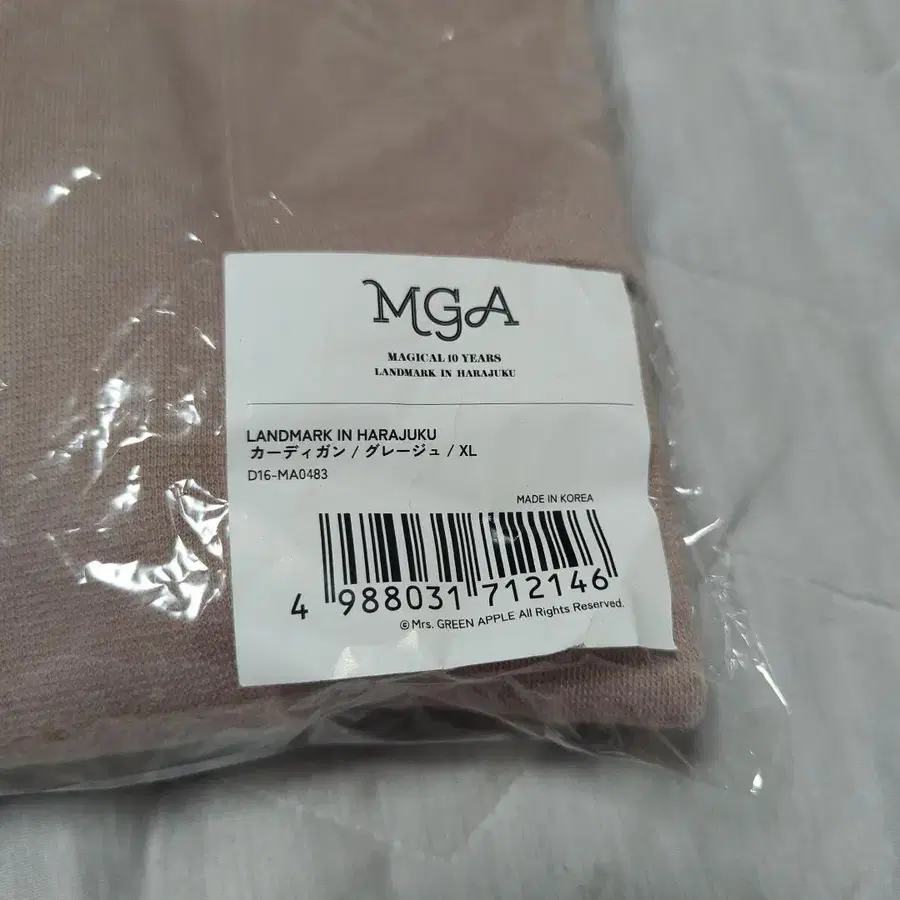 MGA
MAGICAL 10 YEARS
LANDMARK IN HARAJUKU
LANDMARK IN HARAJUKU
カーディガン / グレージュ / XL
D16-MA0483
MADE IN KOREA
4 988031 712146
©Mrs. GREEN APPLE All Rights Reserved.